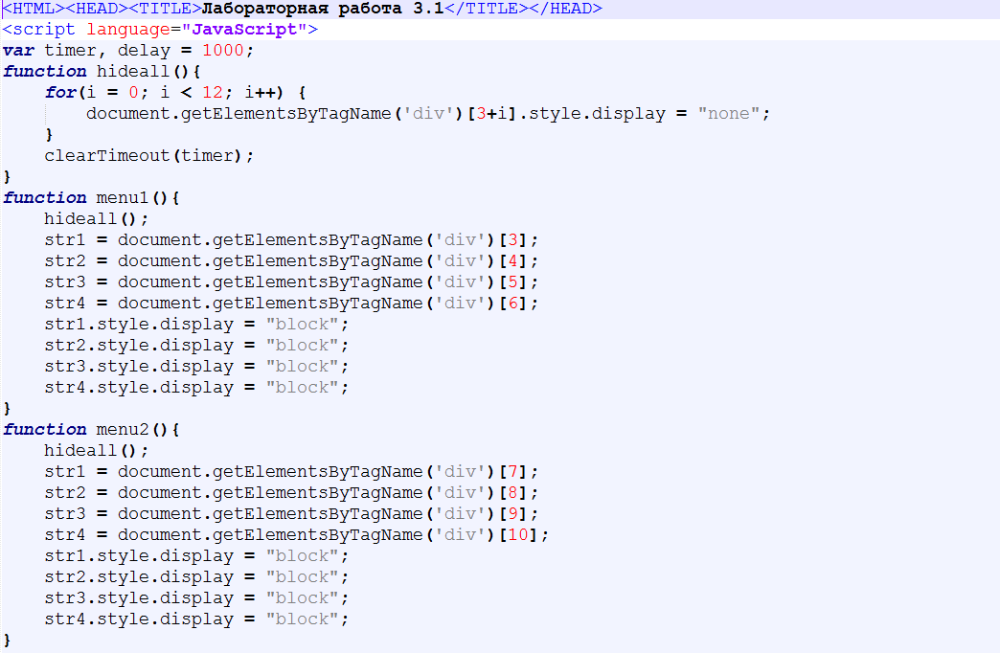 <HTML><HEAD><TITLE>Лабораторная работа 3.1</TITLE></HEAD>
<script language="JavaScript">
var timer, delay = 1000;
function hideall(){
    for(i = 0; i < 12; i++) {
        document.getElementsByTagName('div')[3+i].style.display = "none";
    }
    clearTimeout(timer);
}
function menu1(){
    hideall();
    str1 = document.getElementsByTagName('div')[3];
    str2 = document.getElementsByTagName('div')[4];
    str3 = document.getElementsByTagName('div')[5];
    str4 = document.getElementsByTagName('div')[6];
    str1.style.display = "block";
    str2.style.display = "block";
    str3.style.display = "block";
    str4.style.display = "block";
}
function menu2(){
    hideall();
    str1 = document.getElementsByTagName('div')[7];
    str2 = document.getElementsByTagName('div')[8];
    str3 = document.getElementsByTagName('div')[9];
    str4 = document.getElementsByTagName('div')[10];
    str1.style.display = "block";
    str2.style.display = "block";
    str3.style.display = "block";
    str4.style.display = "block";
}